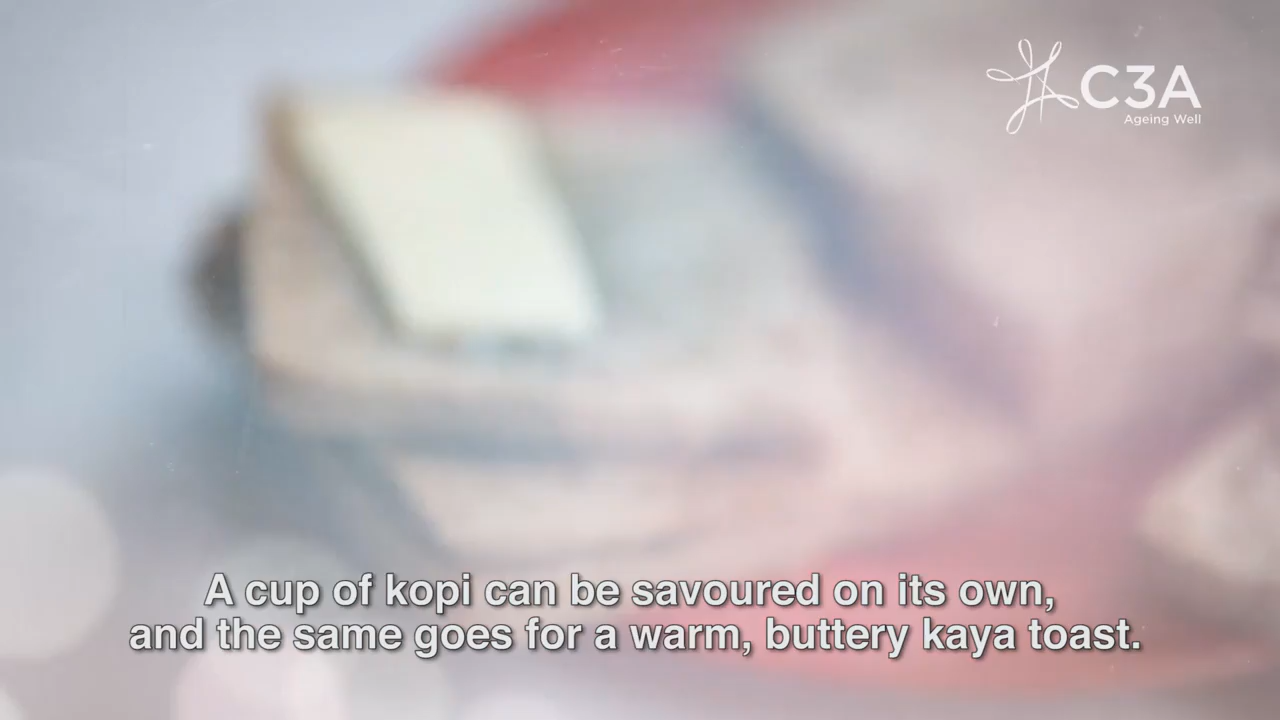 C3A
Ageing Well
A cup of kopi can be savoured on its own,
and the same goes for a warm, buttery kaya toast.